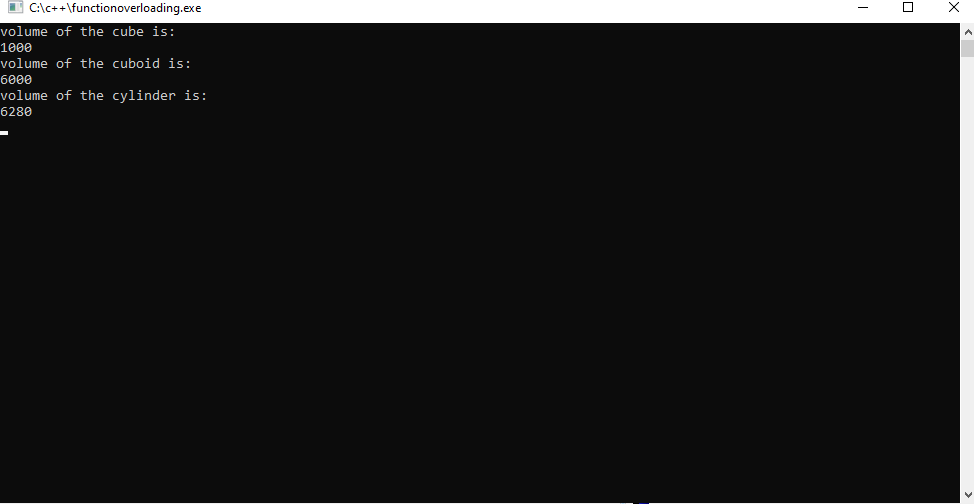 C:\c++\functionoverloading.exe
volume of the cube is:
1000
volume of the cuboid is:
6000
volume of the cylinder is:
6280